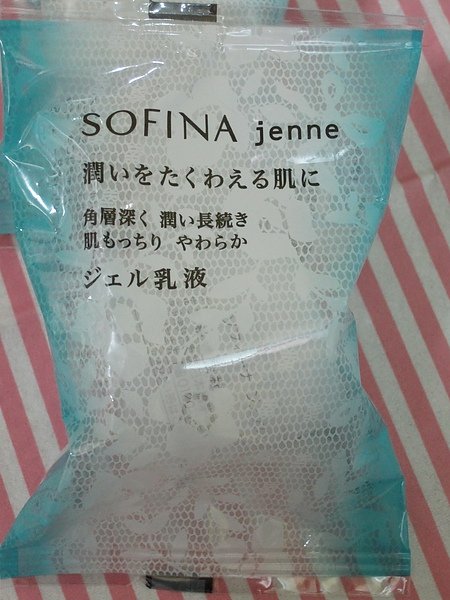 SOFINA jenne
潤いをたくわえる肌に
角層深く 潤い長続き
肌もっちり やわらか
ジェル乳液